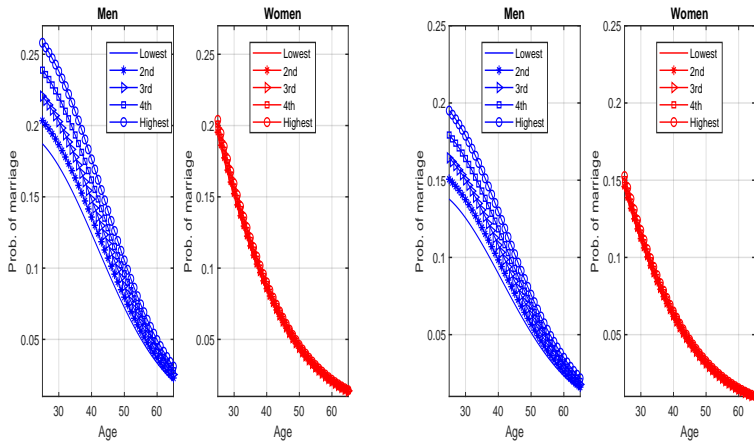 Men
Prob. of marriage
0.25
0.2
0.15
0.1
0.05
Lowest
2nd
3rd
4th
Highest
30 40 50 60
Age
Women
Prob. of marriage
0.25
0.2
0.15
0.1
0.05
Lowest
2nd
3rd
4th
Highest
30 40 50 60
Age
Men
Prob. of marriage
0.25
0.2
0.15
0.1
0.05
Lowest
2nd
3rd
4th
Highest
30 40 50 60
Age
Women
Prob. of marriage
0.25
0.2
0.15
0.1
0.05
Lowest
2nd
3rd
4th
Highest
30 40 50 60
Age